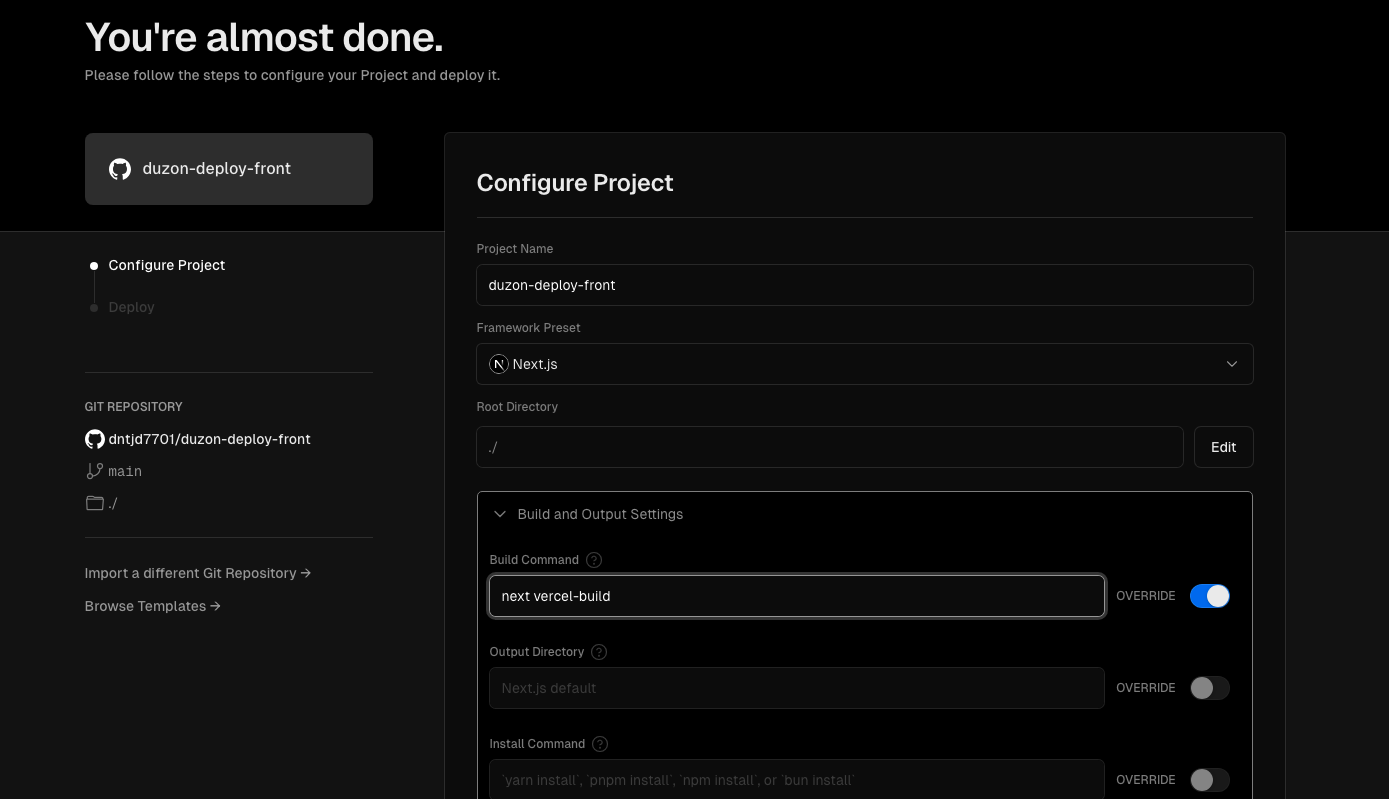 You're almost done.
Please follow the steps to configure your Project and deploy it.
duzon-deploy-front
Configure Project
Deploy
GIT REPOSITORY
dntjd7701/duzon-deploy-front
main
./
Import a different Git Repository →
Browse Templates →
Configure Project
Project Name
duzon-deploy-front
Framework Preset
N Next.js
Root Directory
./
Edit
Build and Output Settings
Build Command ?
next vercel-build
OVERRIDE
Output Directory ?
Next.js default
OVERRIDE
Install Command ?
`yarn install`, `pnpm install`, `npm install`, or `bun install`
OVERRIDE